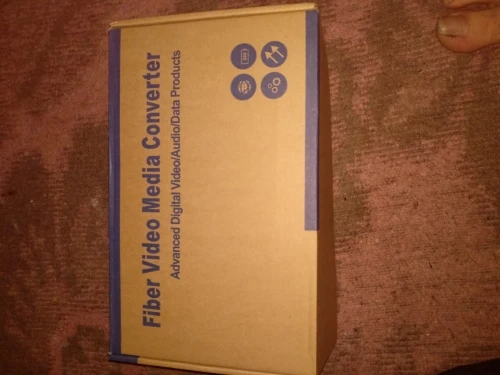 Fiber Video Media Converter
Advanced Digital Video/Audio/Data Products